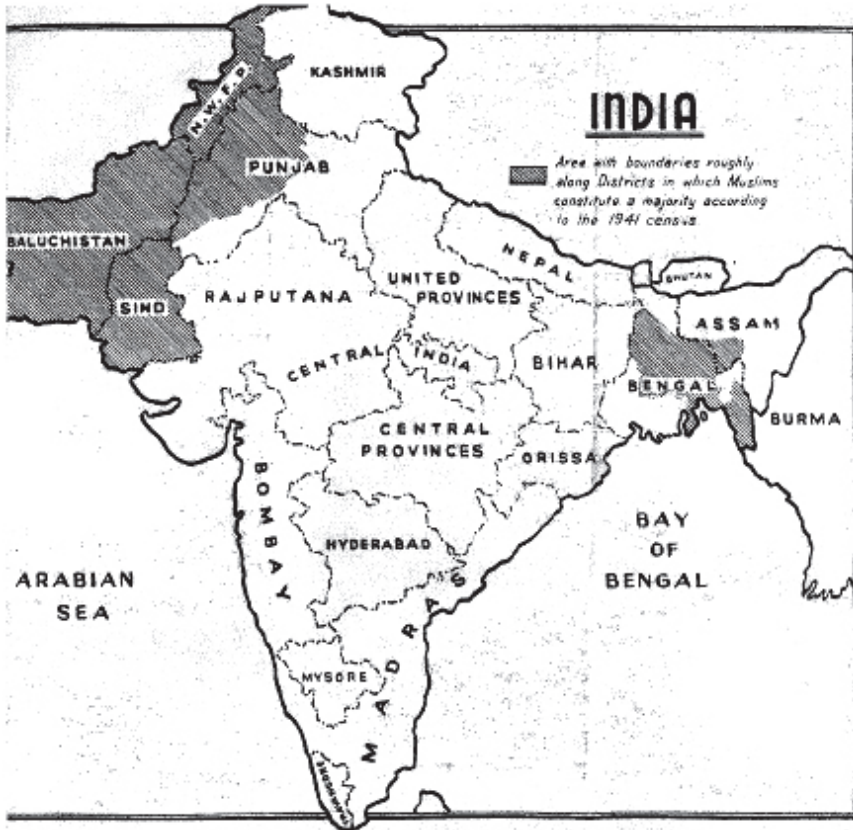 KASHMIR
N.W.F.P.
INDIA
Area with boundaries roughly
along Districts in which Muslims
constitute a majority according
to the 1941 census
PUNJAB
BALUCHISTAN
NEPAL
BHUTAN
SIND
RAJPUTANA
UNITED
PROVINCES
ASSAM
CENTRAL INDIA
BIHAR
BENGAL
BURMA
CENTRAL
PROVINCES
ORISSA
BOMBAY
HYDERABAD
BAY
OF
BENGAL
ARABIAN
SEA
MADRAS
MYSORE
TRAVANCORE